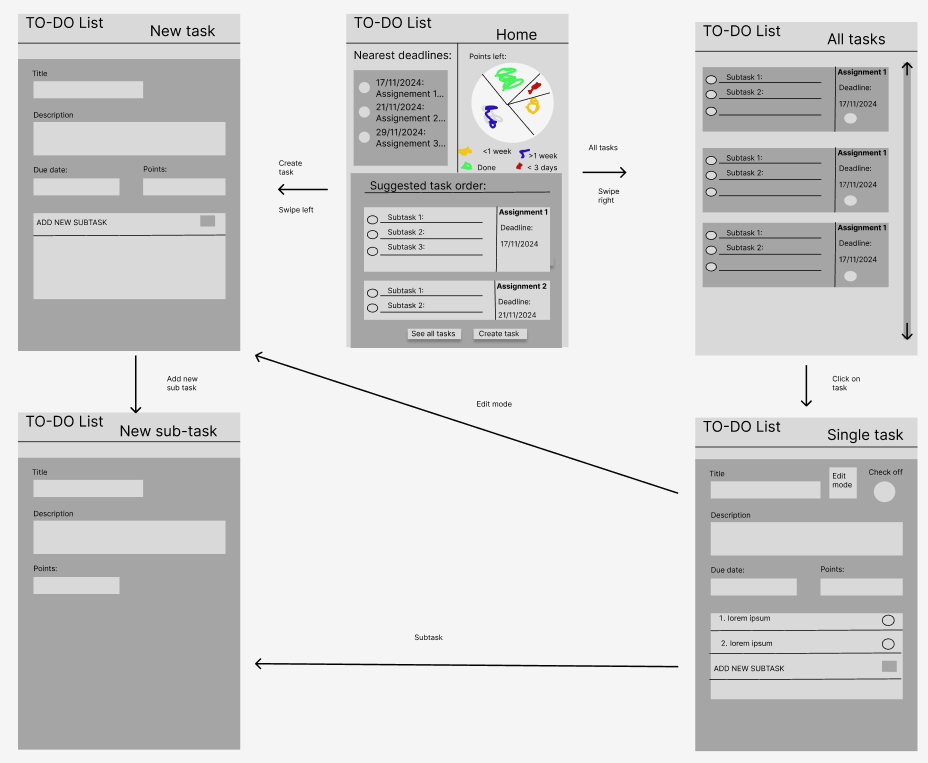 TO-DO List
New task
Title
Description
Due date:
Points:
ADD NEW SUBTASK
Create
task
Swipe left
TO-DO List
Home
Nearest deadlines:
17/11/2024:
Assignement 1...
21/11/2024:
Assignement 2...
29/11/2024:
Assignement 3...
Points left:
<1 week
>1 week
Done
< 3 days
Suggested task order:
Subtask 1:
Subtask 2:
Subtask 3:
Assignment 1
Deadline:
17/11/2024
Subtask 1:
Subtask 2:
Assignment 2
Deadline:
21/11/2024
See all tasks
Create task
All tasks
Swipe
right
TO-DO List
All tasks
Subtask 1:
Subtask 2:
Assignment 1
Deadline:
17/11/2024
Subtask 1:
Subtask 2:
Assignment 1
Deadline:
17/11/2024
Subtask 1:
Subtask 2:
Assignment 1
Deadline:
17/11/2024
Add new
sub task
Edit mode
Click on
task
TO-DO List
New sub-task
Title
Description
Points:
Subtask
TO-DO List
Single task
Title
Edit
mode
Check off
Description
Due date:
Points:
1. lorem ipsum
2. lorem ipsum
ADD NEW SUBTASK